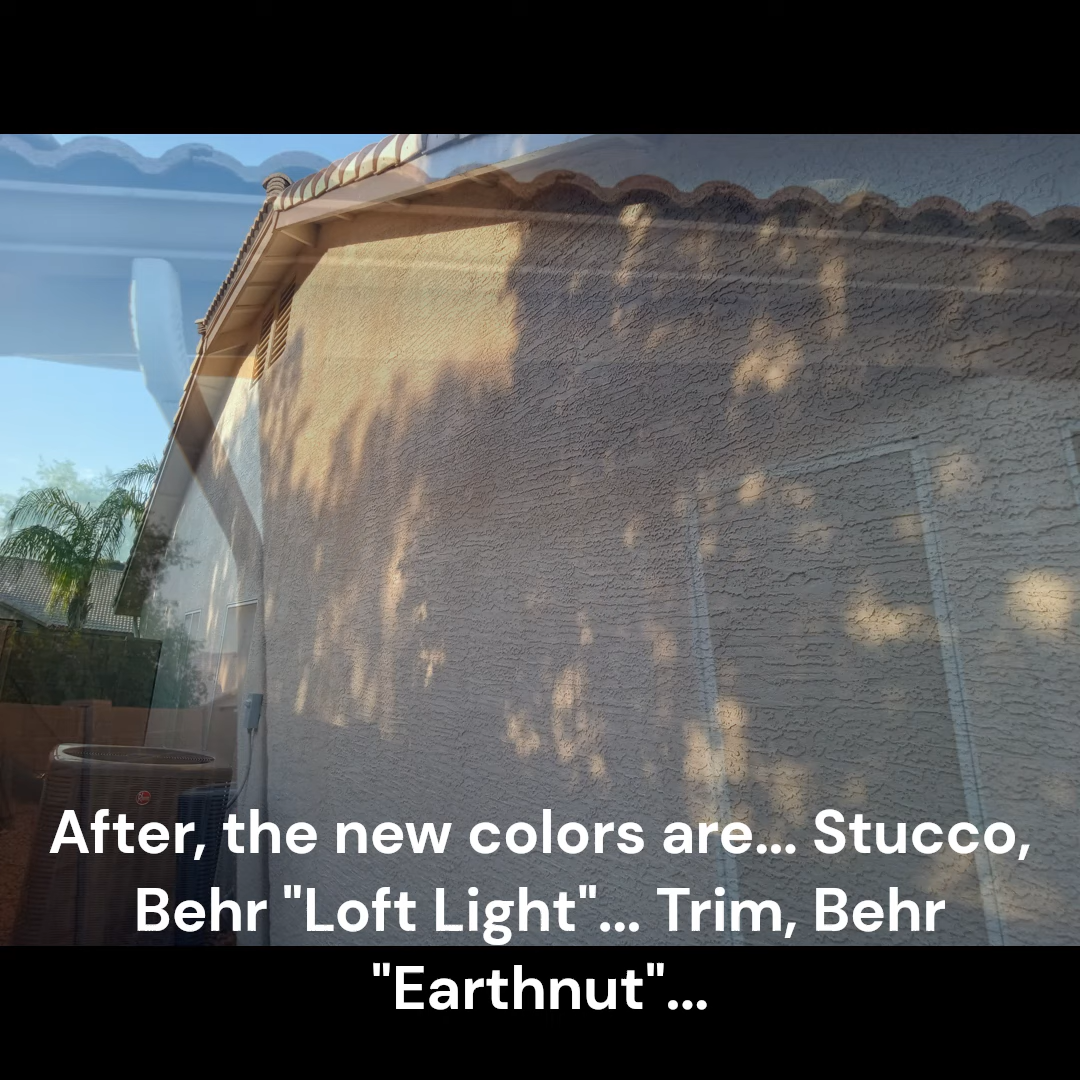 After, the new colors are... Stucco,
Behr "Loft Light"... Trim, Behr
"Earthnut"...